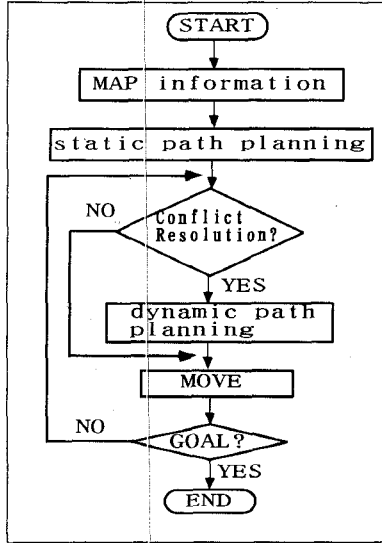 START
MAP information
static path planning
NO
Conflict
Resolution?
YES
dynamic path
planning
MOVE
NO
GOAL?
YES
END